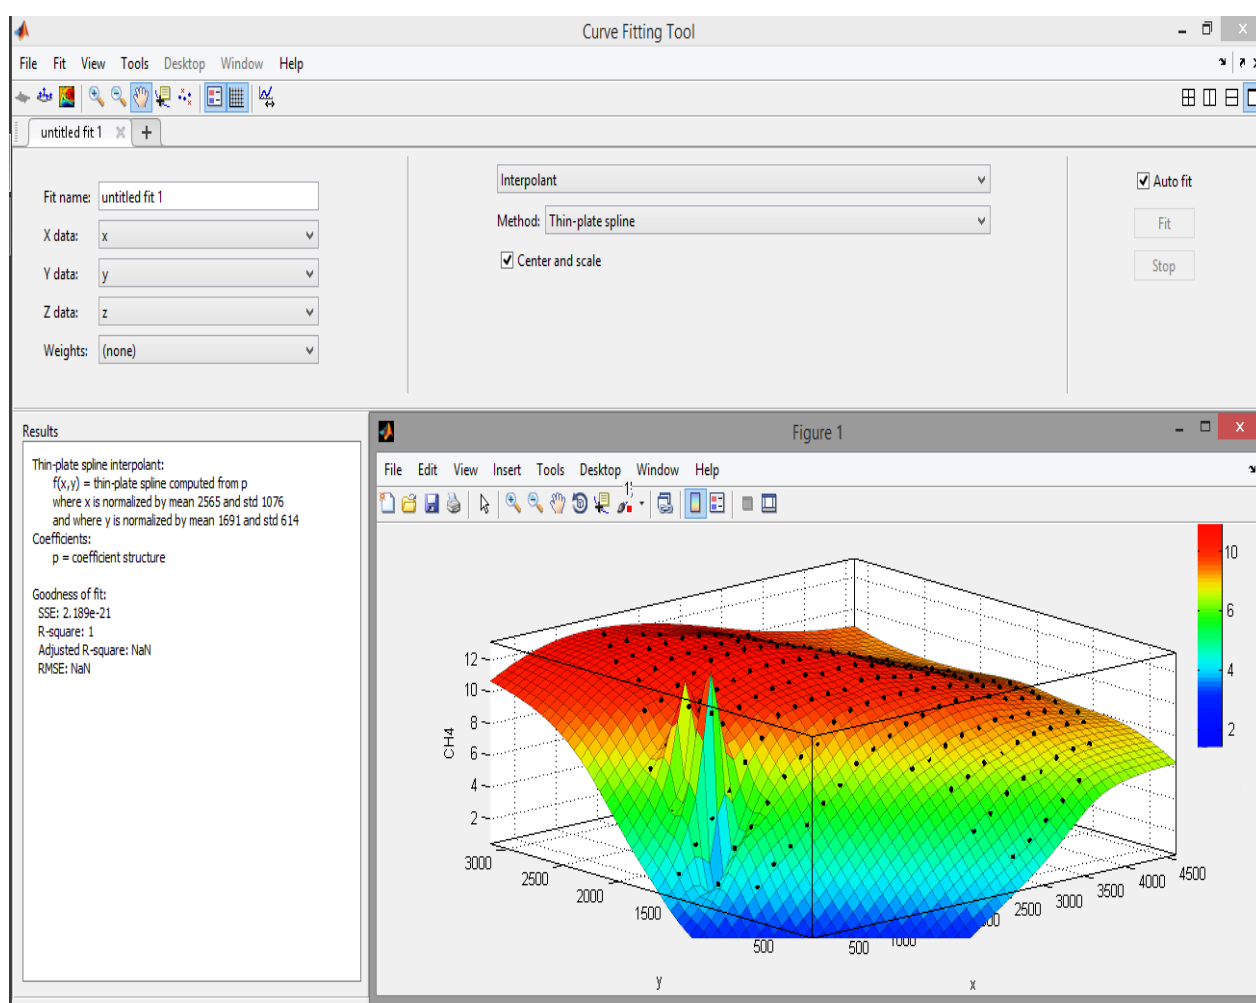 Curve Fitting Tool
File Fit View Tools Desktop Window Help
untitled fit 1
Fit name: untitled fit 1
X data: x
Y data: y
Z data: z
Weights: (none)
Interpolant
Method: Thin-plate spline
Center and scale
Auto fit
Fit
Stop
Results
Thin-plate spline interpolant:
f(x,y) = thin-plate spline computed from p
where x is normalized by mean 2565 and std 1076
and where y is normalized by mean 1691 and std 614
Coefficients:
p = coefficient structure
Goodness of fit:
SSE: 2.189e-21
R-square: 1
Adjusted R-square: NaN
RMSE: NaN
Figure 1
File Edit View Insert Tools Desktop Window Help
10
6
4
2
12
10
8
6
4
2
CH4
3000
2500
2000
1500
500
y
500
1000
2500
3000
3500
4000
4500
x